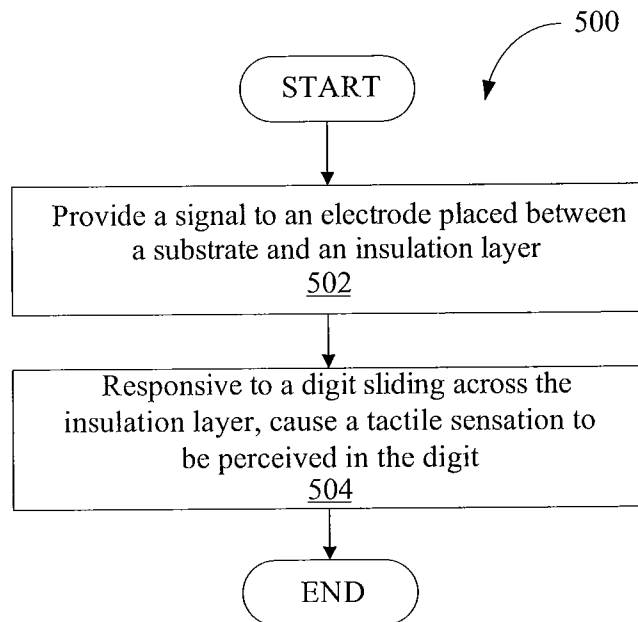 500
START
Provide a signal to an electrode placed between
a substrate and an insulation layer
502
Responsive to a digit sliding across the
insulation layer, cause a tactile sensation to
be perceived in the digit
504
END